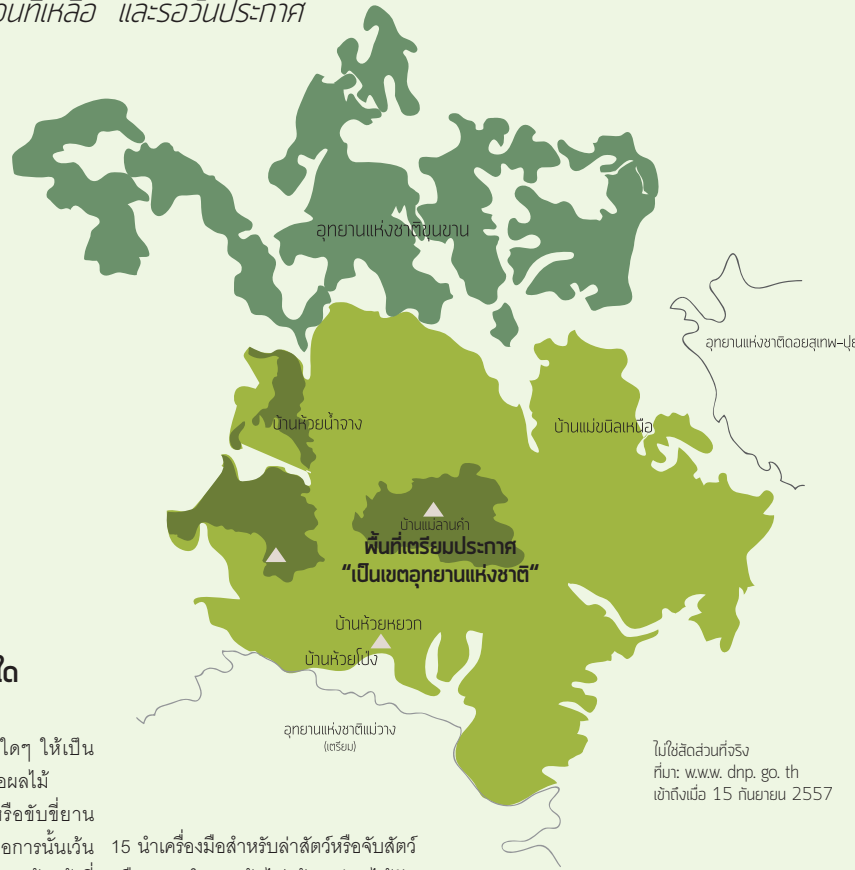 วนที่เหลือ และรอวันประกาศ
อุทยานแห่งชาติขุนขาน
อุทยานแห่งชาติดอยสุเทพ-ปุย
บ้านห้วยน้ำจาง
บ้านแม่ขนิลเหนือ
บ้านแม่ลานคำ
พื้นที่เตรียมประกาศ
“เป็นเขตอุทยานแห่งชาติ“
บ้านห้วยหยวก
บ้านห้วยโป่ง
อุทยานแห่งชาติแม่วาง
(เตรียม)
ใด
ใดๆ ให้เป็น
อผลไม้
หรือขับขี่ยาน
อการนั้นเว้น
ไม่ใช่สัดส่วนที่จริง
ที่มา: www. dnp. go. th
เข้าถึงเมื่อ 15 กันยายน 2557
15 นำเครื่องมือสำหรับล่าสัตว์หรือจับสัตว์